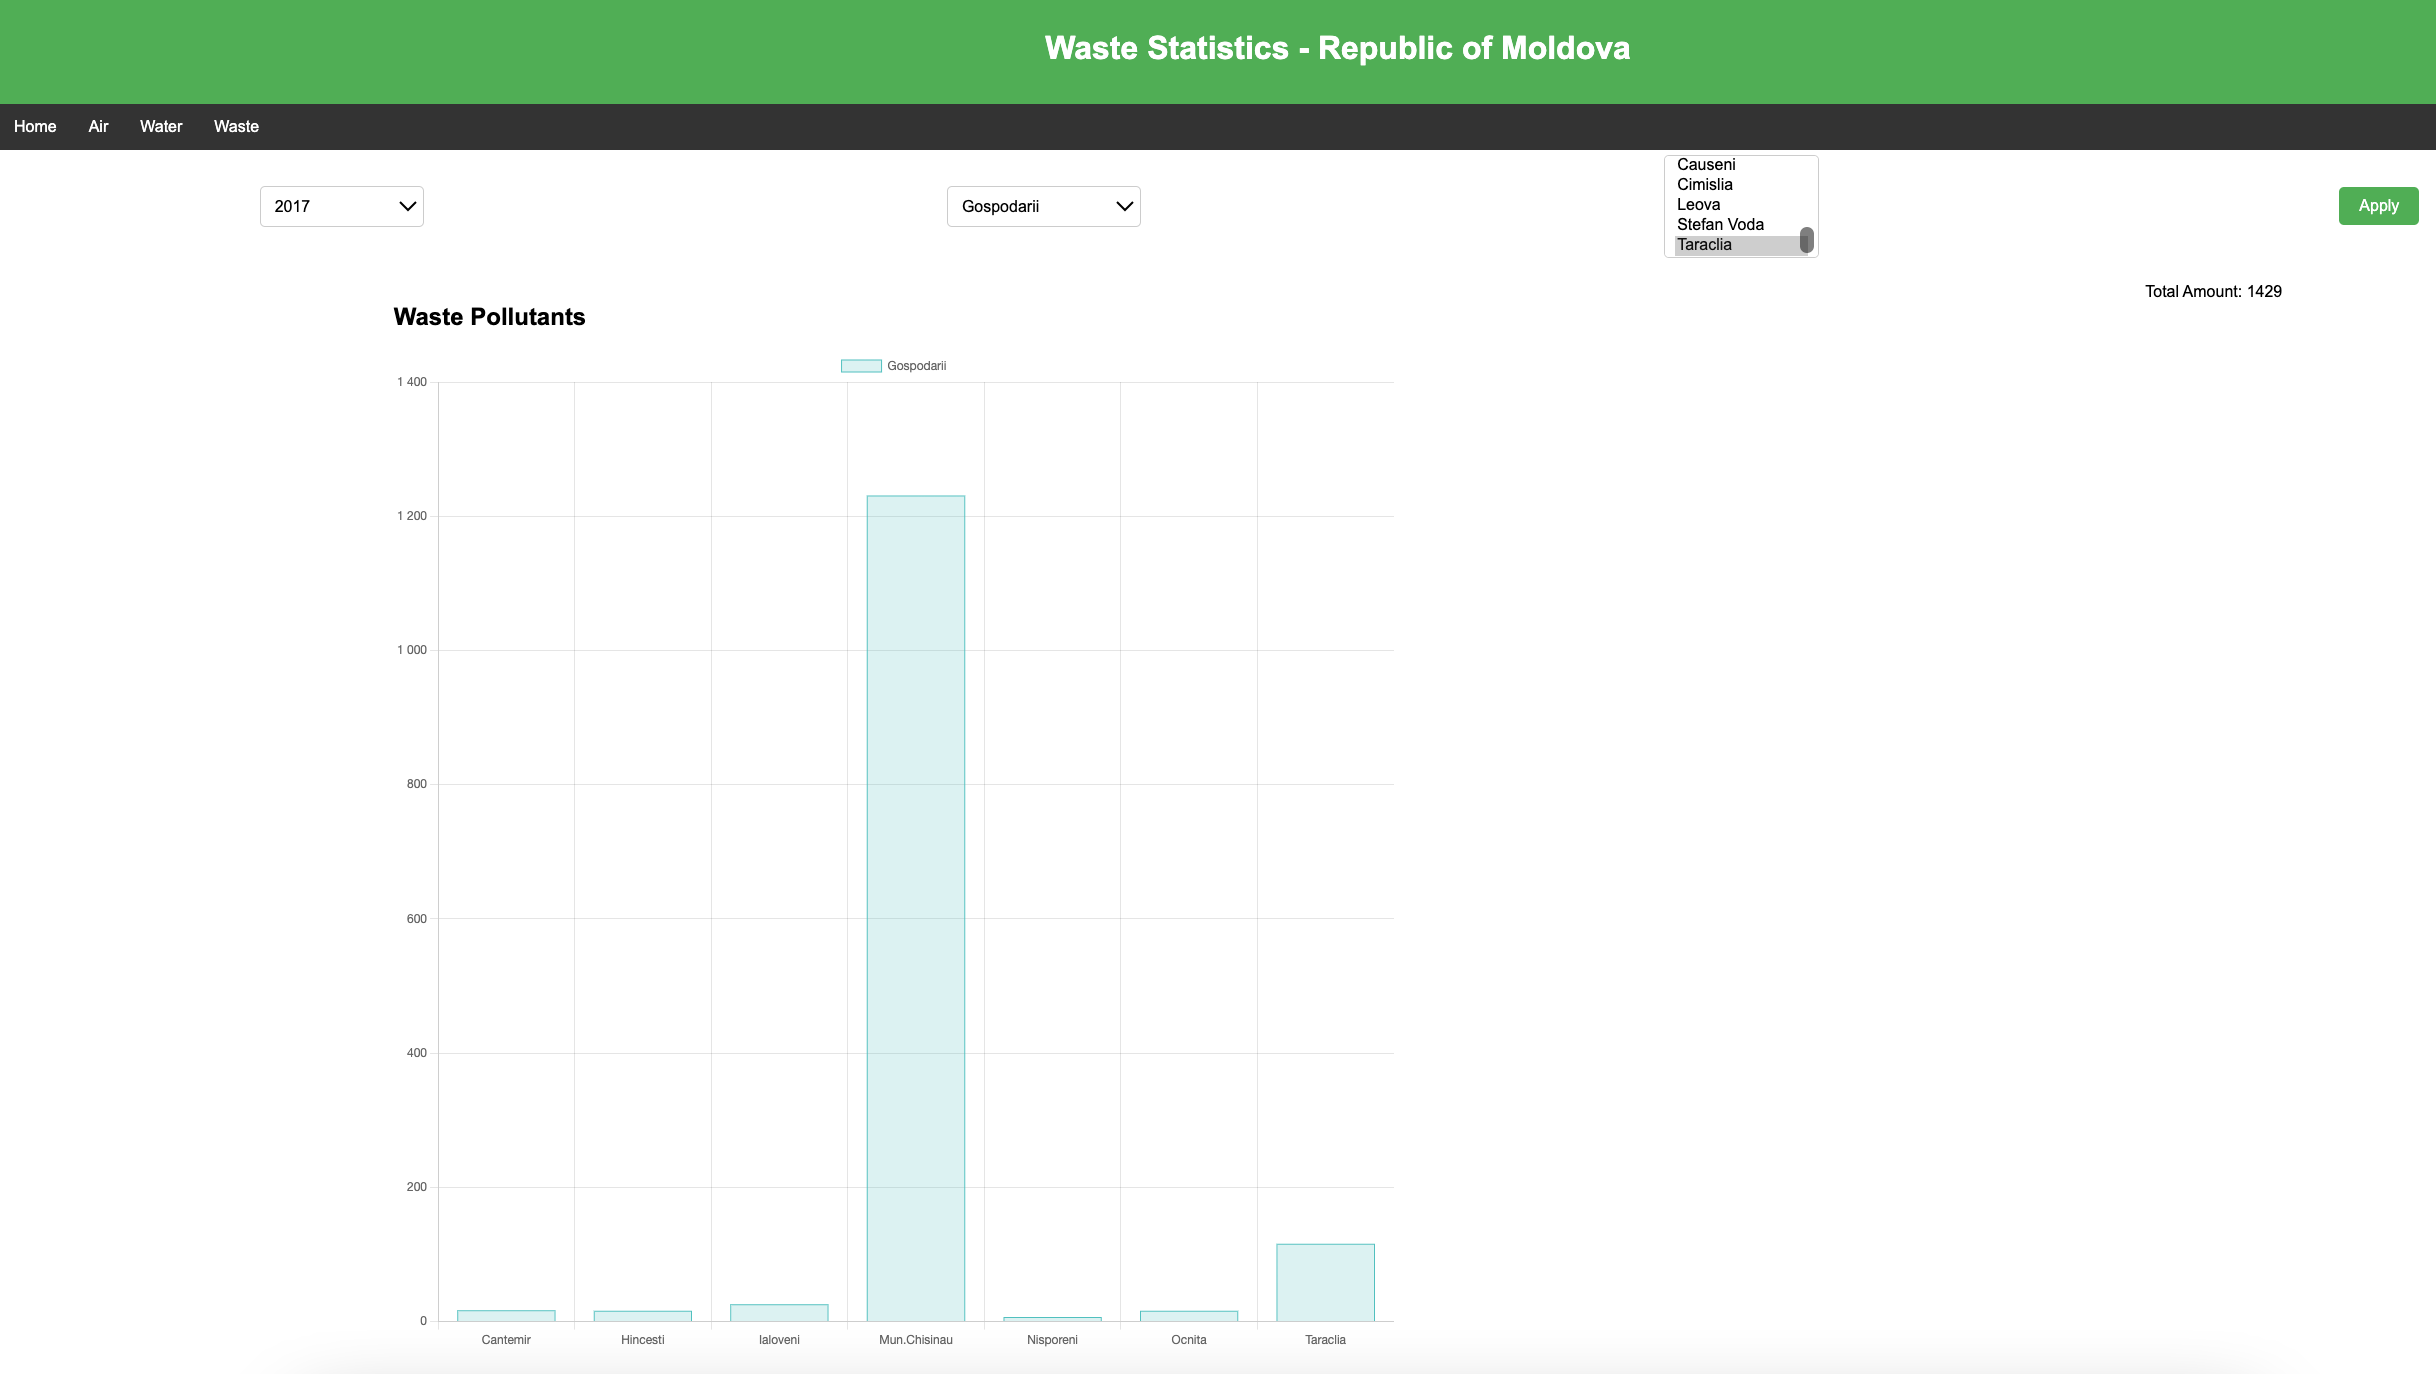 Waste Statistics - Republic of Moldova
Home Air Water Waste
2017
Gospodarii
Causeni
Cimislia
Leova
Stefan Voda
Taraclia
Apply
Total Amount: 1429
Waste Pollutants
Gospodarii
1 400
1 200
1 000
800
600
400
200
0
Cantemir Hincesti Ialoveni Mun.Chisinau Nisporeni Ocnita Taraclia